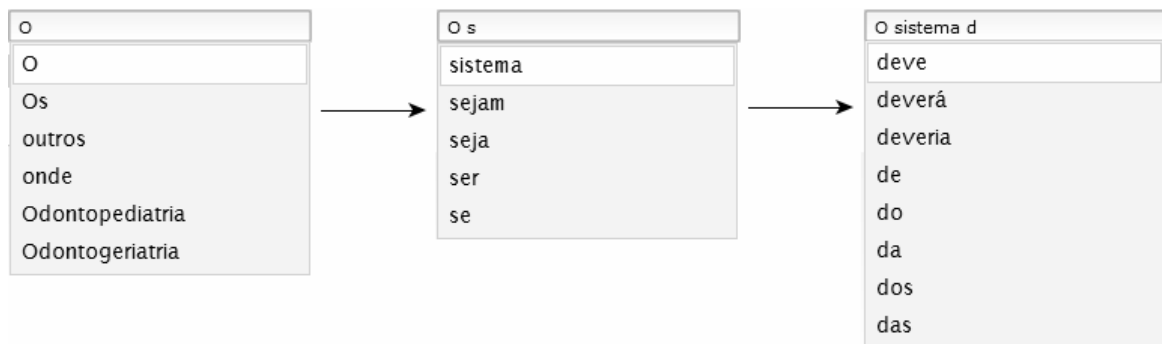 O
O
Os
outros
onde
Odontopediatria
Odontogeriatria
O s
sistema
sejam
seja
ser
se
O sistema d
deve
deverá
deveria
de
do
da
dos
das